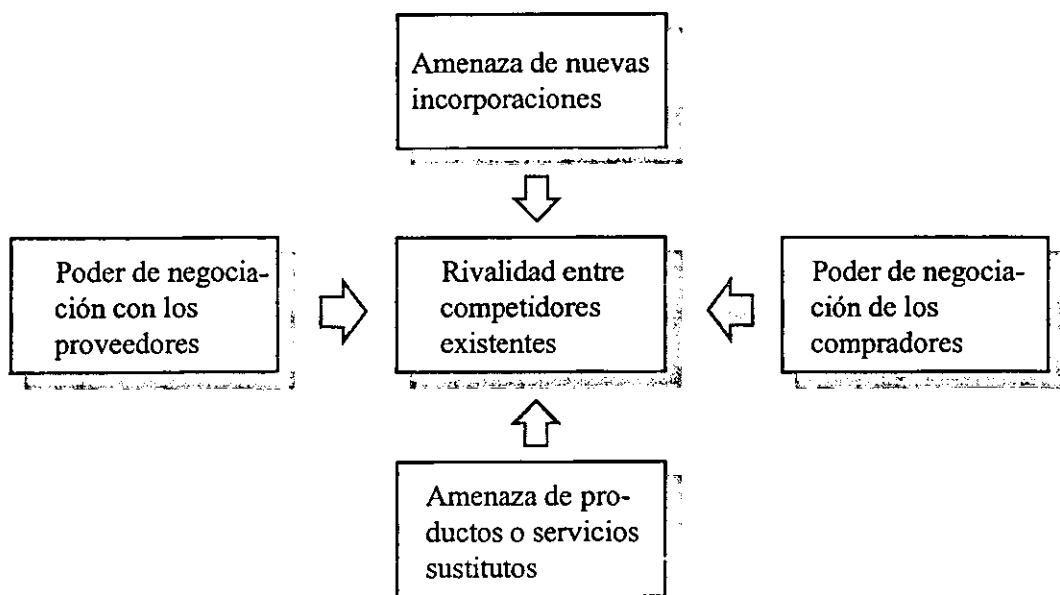 Amenaza de nuevas
incorporaciones
Poder de negocia-
ción con los
proveedores
Rivalidad entre
competidores
existentes
Poder de negocia-
ción de los
compradores
Amenaza de pro-
ductos o servicios
sustitutos